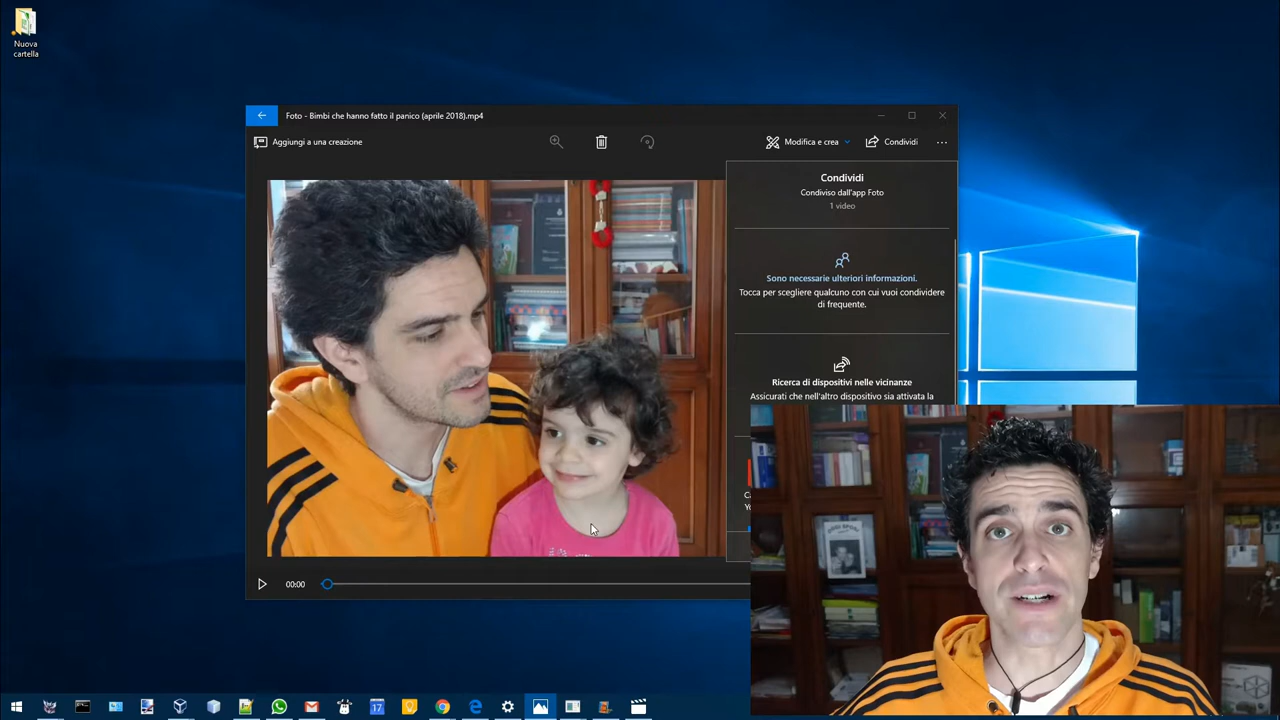 Nuova
cartella
Foto - Bimbi che hanno fatto il panico (aprile 2018).mp4
Aggiungi a una creazione
Modifica e crea
Condividi
Condividi
Condiviso dall'app Foto
1 video
Sono necessarie ulteriori informazioni.
Tocca per scegliere qualcuno con cui vuoi condividere
di frequente.
Ricerca di dispositivi nelle vicinanze
Assicurati che nell'altro dispositivo sia attivata la
00:00
17